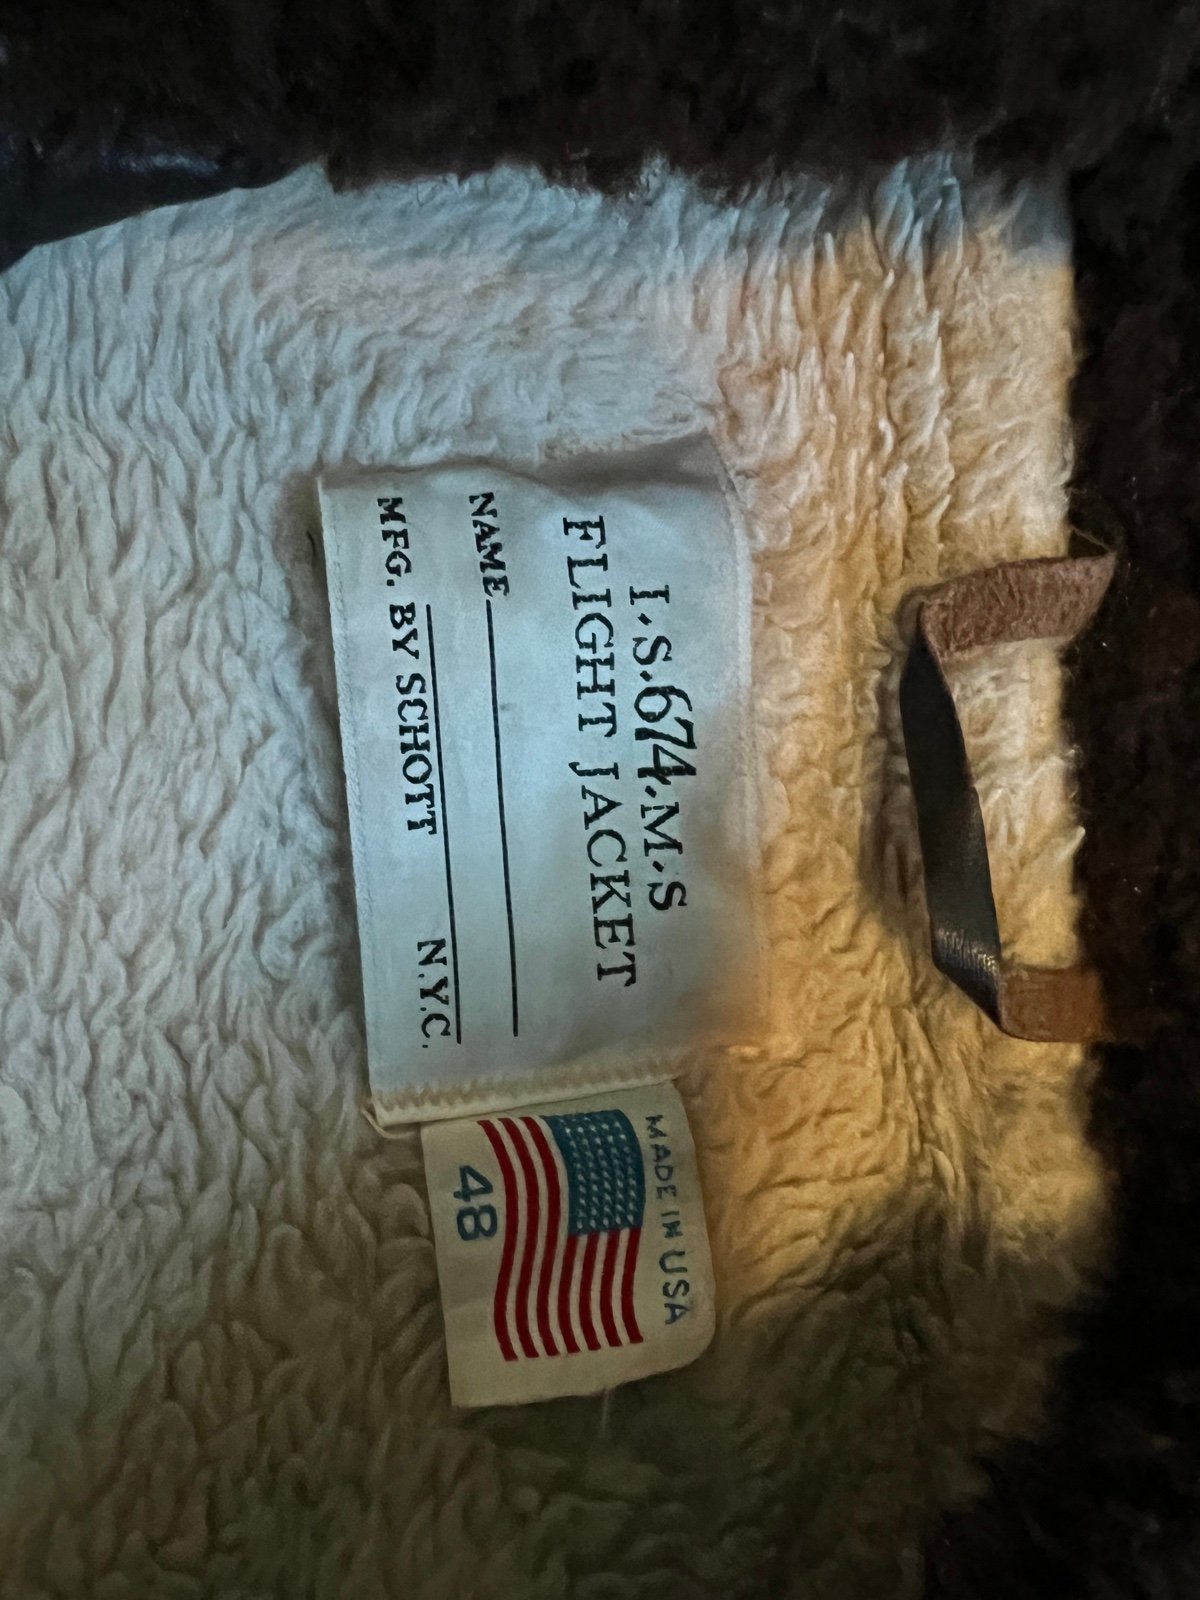 I.S.674.M.S
FLIGHT JACKET
NAME
MFG. BY SCHOTT N.Y.C.
MADE IN USA
48